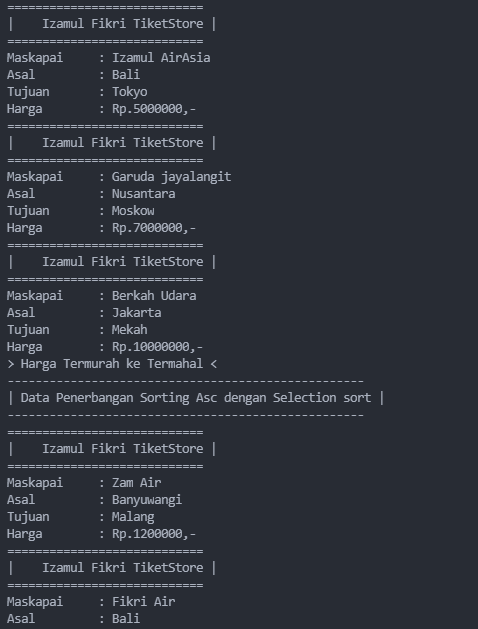 ============================
|    Izamul Fikri TiketStore |
============================
Maskapai     : Izamul AirAsia
Asal         : Bali
Tujuan       : Tokyo
Harga        : Rp.5000000,-
============================
|    Izamul Fikri TiketStore |
============================
Maskapai     : Garuda jayalangit
Asal         : Nusantara
Tujuan       : Moskow
Harga        : Rp.7000000,-
============================
|    Izamul Fikri TiketStore |
============================
Maskapai     : Berkah Udara
Asal         : Jakarta
Tujuan       : Mekah
Harga        : Rp.10000000,-
> Harga Termurah ke Termahal <
---------------------------------------------------
| Data Penerbangan Sorting Asc dengan Selection sort |
---------------------------------------------------
============================
|    Izamul Fikri TiketStore |
============================
Maskapai     : Zam Air
Asal         : Banyuwangi
Tujuan       : Malang
Harga        : Rp.1200000,-
============================
|    Izamul Fikri TiketStore |
============================
Maskapai     : Fikri Air
Asal         : Bali